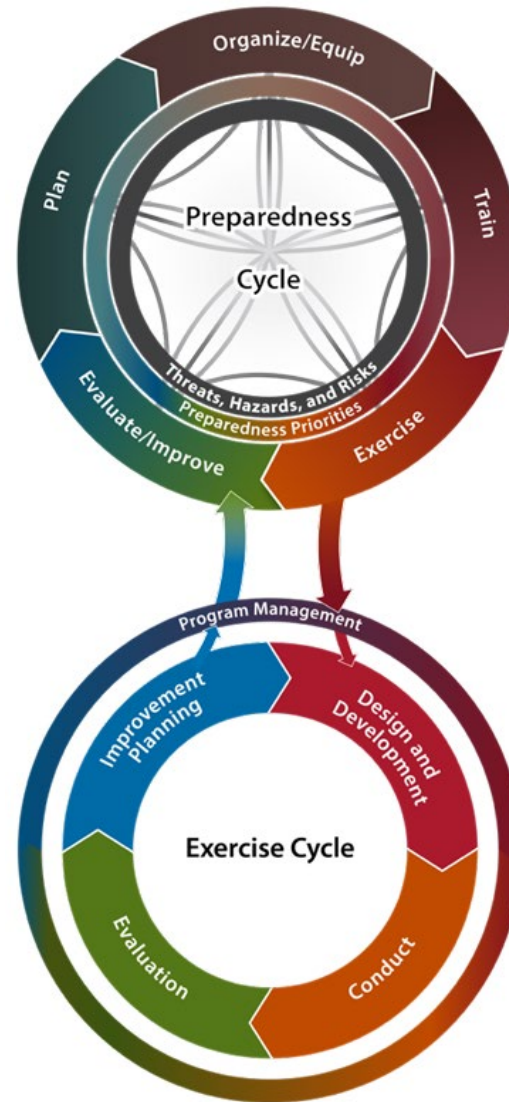 Organize/Equip
Plan
Train
Preparedness
Cycle
Threats, Hazards, and Risks
Preparedness Priorities
Evaluate/Improve
Exercise
Program Management
Improvement
Planning
Design and
Development
Exercise Cycle
Evaluation
Conduct